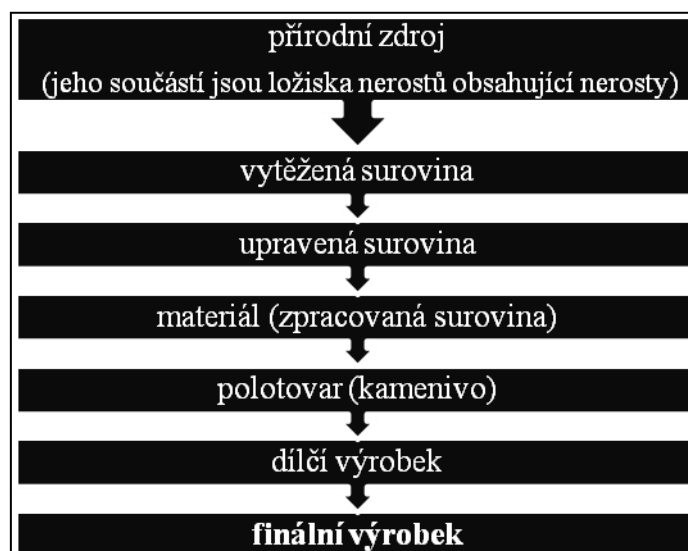 přírodní zdroj
(jeho součástí jsou ložiska nerostů obsahující nerosty)
vytěžená surovina
upravená surovina
materiál (zpracovaná surovina)
polotovar (kamenivo)
dílčí výrobek
finální výrobek